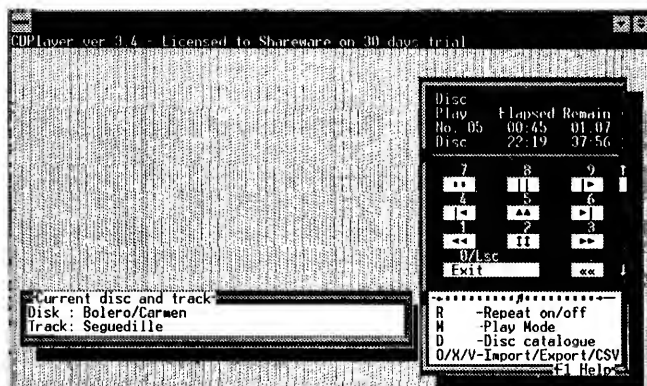 CDPlayer ver 3.4 - Licensed to Shareware on 30 days trial
Disc
Play Elapsed Remain
No. 05 00:45 01.07
Disc 22:19 37:56
7 8 9
4 5 6
1 2 3
0/Esc
Exit
Current disc and track
Disk : Bolero/Carmen
Track: Seguedille
R -Repeat on/off
M -Play Mode
D -Disc catalogue
O/X/V-Import/Export/CSV
f1 Help